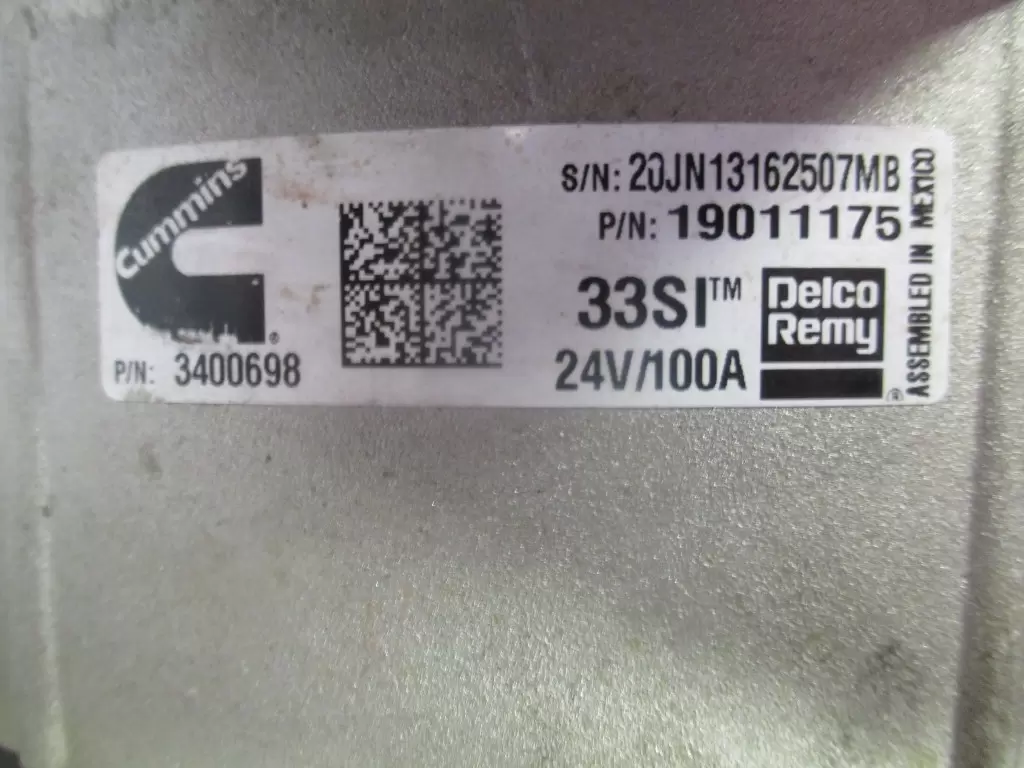 Cummins
®
P/N: 3400698
S/N: 20JN13162507MB
P/N: 19011175
33SI™
24V/100A
Delco
Remy
®
ASSEMBLED IN MEXICO